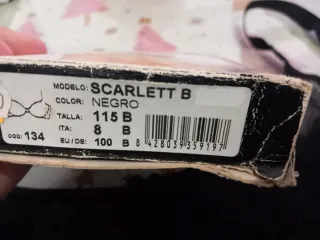 MODELO: SCARLETT B
COLOR: NEGRO
TALLA: 115 B
ITA: 8 B
EU/DE: 100 B
COD: 134
8 428039 359197